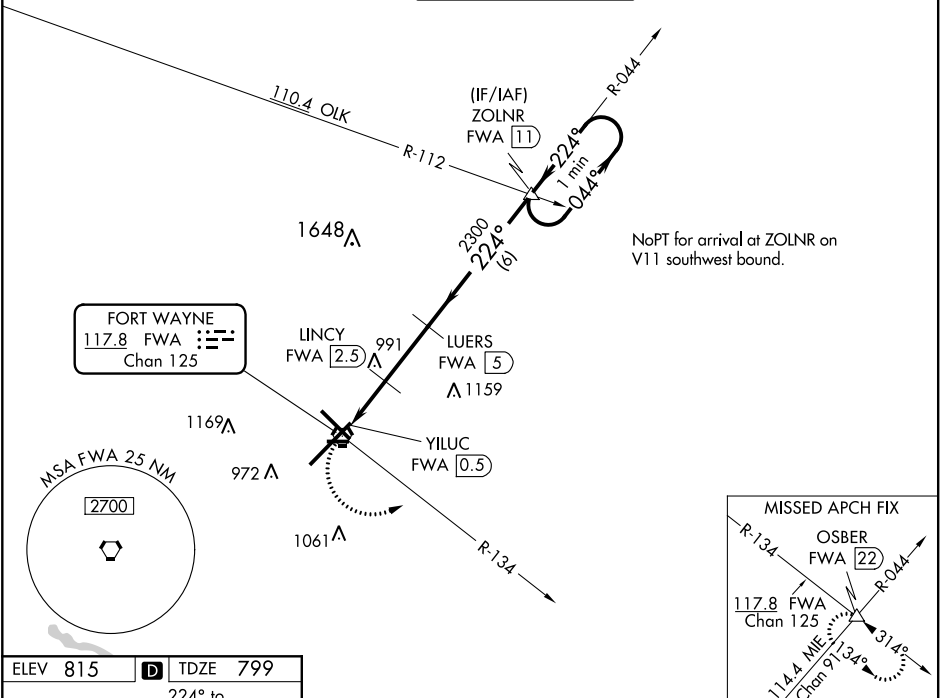 110.4 OLK
R-112
(IF/IAF)
ZOLNR
FWA 11
R-044
224°
1 min
044°
NoPT for arrival at ZOLNR on
V11 southwest bound.
1648
2300
224°
(6)
FORT WAYNE
117.8 FWA
Chan 125
LINCY
FWA 2.5
991
LUERS
FWA 5
1159
1169
YILUC
FWA 0.5
972
MSA FWA 25 NM
2700
1061
R-134
MISSED APCH FIX
R-134
OSBER
FWA 22
R-044
117.8 FWA
Chan 125
314°
134°
114.4 MIE
Chan 91
ELEV 815 D TDZE 799
224° to